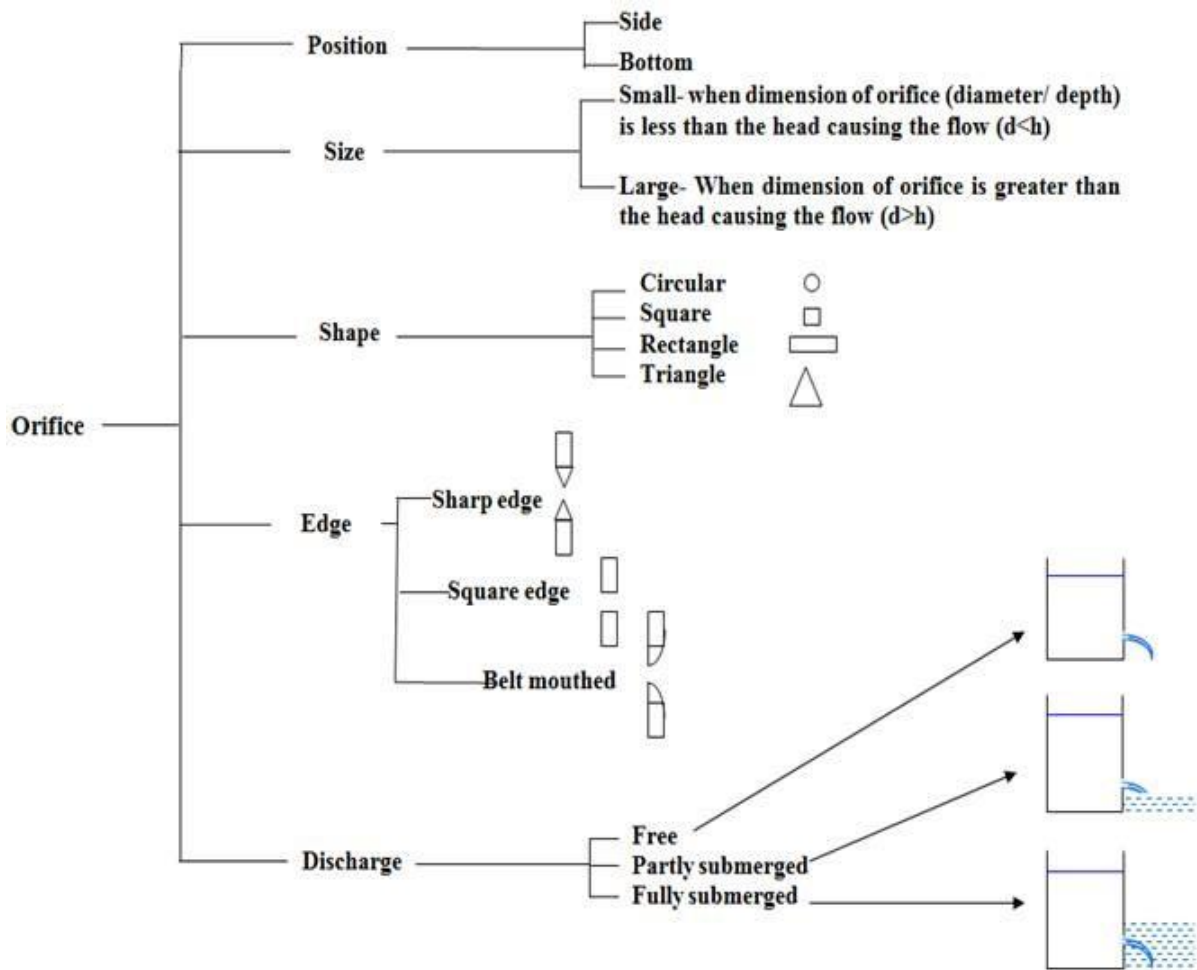 Orifice
Position
Side
Bottom
Size
Small- when dimension of orifice (diameter/ depth)
is less than the head causing the flow (d<h)
Large- When dimension of orifice is greater than
the head causing the flow (d>h)
Shape
Circular
Square
Rectangle
Triangle
Edge
Sharp edge
Square edge
Belt mouthed
Discharge
Free
Partly submerged
Fully submerged